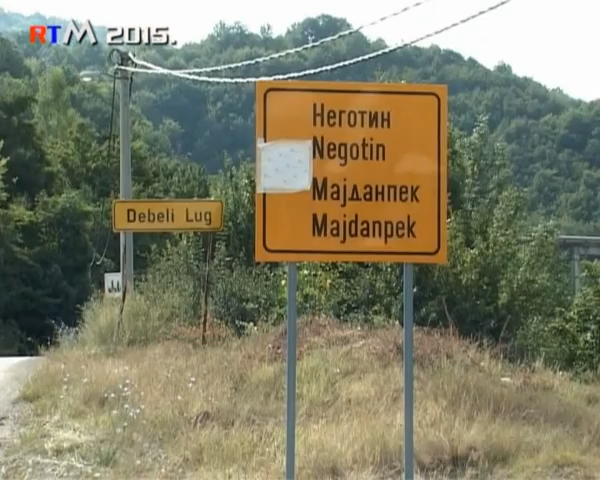 RTM 2015.
Неготин
Negotin
Мајданпек
Majdanpek
Debeli Lug